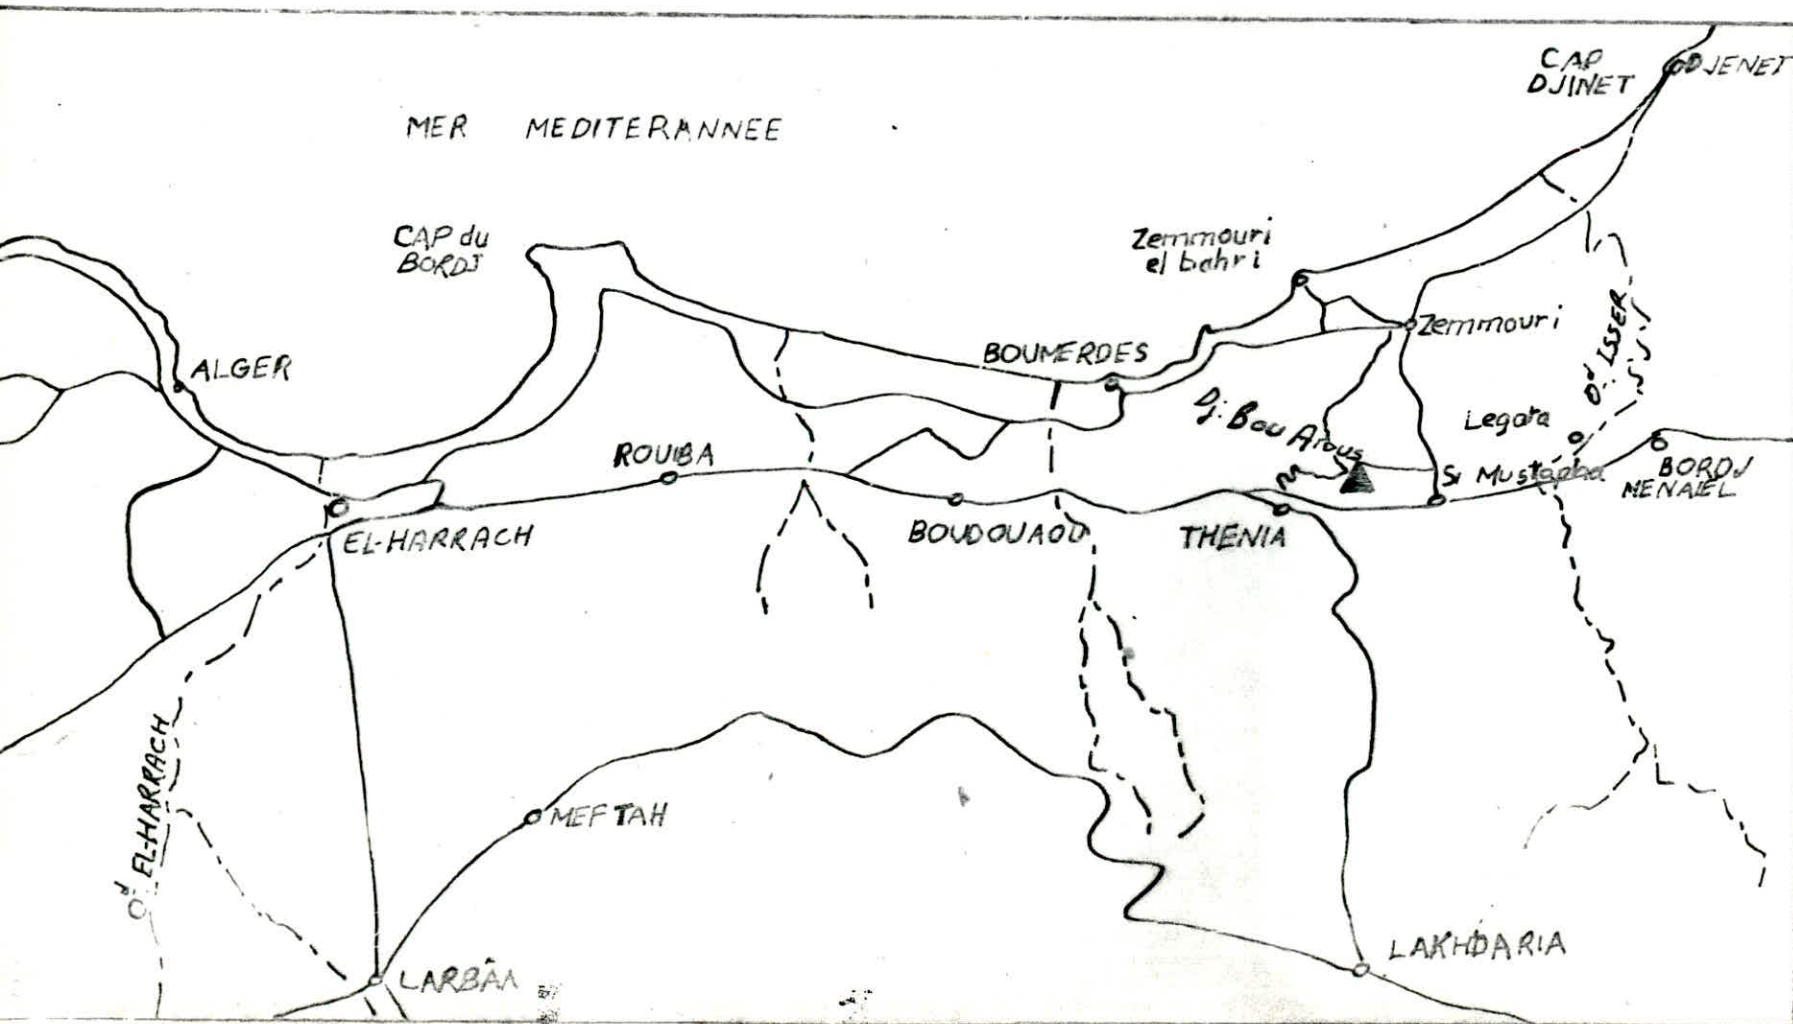 CAP
DJINET
DJENET
MER MEDITERANNEE
CAP du
BORDJ
Zemmouri
el bahri
Zemmouri
ALGER
BOUMERDES
Od ISSER
Dj: Bou Arous
Legata
ROUIBA
Si Mustapha
BORDJ
MENAIEL
EL-HARRACH
BOUDOUAOU
THENIA
Od EL-HARRACH
MEFTAH
LARBÂA
LAKHDARIA